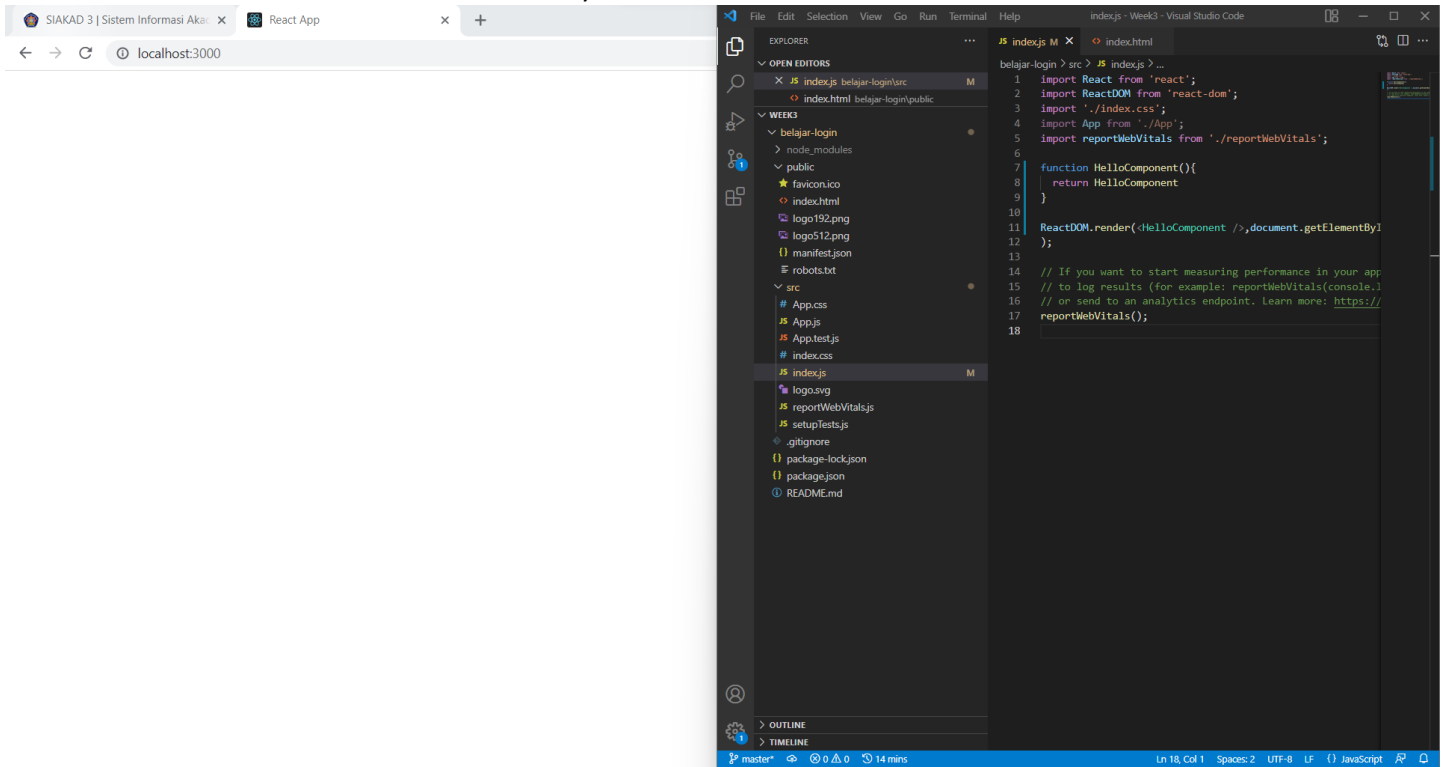 SIAKAD 3 | Sistem Informasi Akad
React App
localhost:3000
File Edit Selection View Go Run Terminal Help
index.js - Week3 - Visual Studio Code
EXPLORER
OPEN EDITORS
JS index.js belajar-login\src M
index.html belajar-login\public
WEEK3
belajar-login
node_modules
public
favicon.ico
index.html
logo192.png
logo512.png
manifest.json
robots.txt
src
# App.css
JS App.js
JS App.test.js
# index.css
JS index.js M
logo.svg
JS reportWebVitals.js
JS setupTests.js
.gitignore
{} package-lock.json
{} package.json
README.md
OUTLINE
TIMELINE
JS index.js M
index.html
belajar-login > src > JS index.js > ...
1 import React from 'react';
2 import ReactDOM from 'react-dom';
3 import './index.css';
4 import App from './App';
5 import reportWebVitals from './reportWebVitals';
6
7 function HelloComponent(){
8 return HelloComponent
9 }
10
11 ReactDOM.render(<HelloComponent />,document.getElementByI
12 );
13
14 // If you want to start measuring performance in your app
15 // to log results (for example: reportWebVitals(console.l
16 // or send to an analytics endpoint. Learn more: https://
17 reportWebVitals();
18
1
1
master* 0 0 14 mins
Ln 18, Col 1 Spaces: 2 UTF-8 LF {} JavaScript